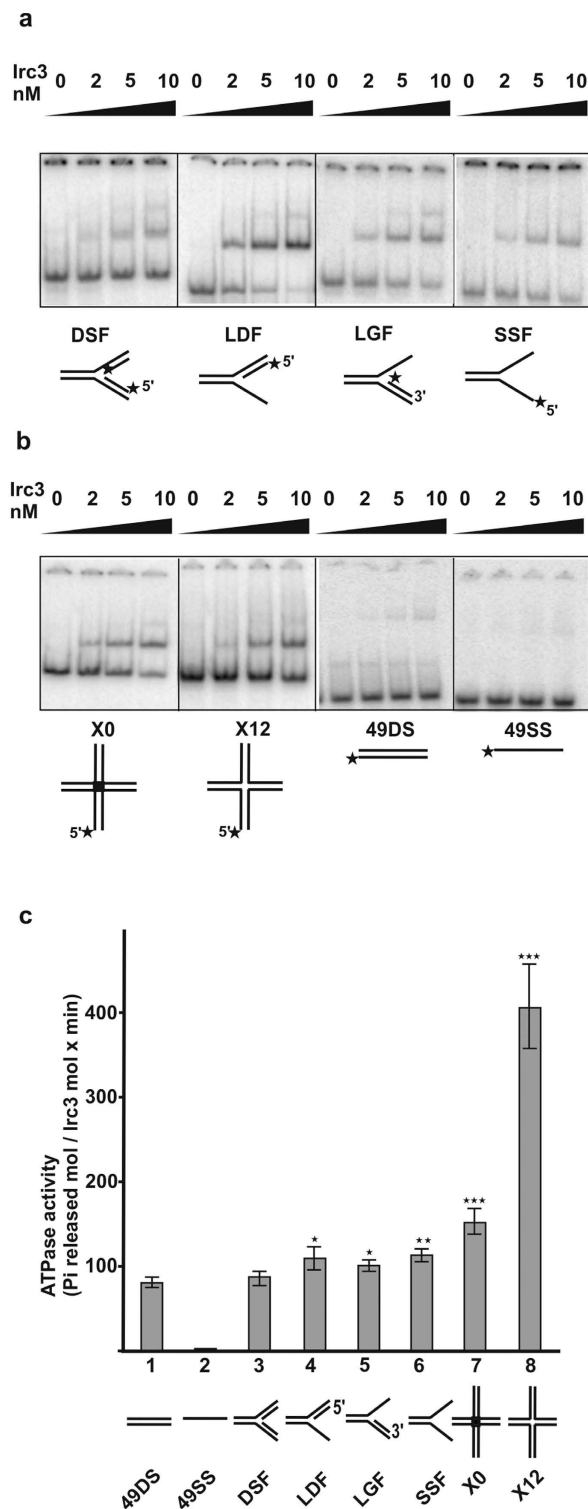 a
Irc3 0 2 5 10 0 2 5 10 0 2 5 10 0 2 5 10
nM
DSF LDF LGF SSF
★5' ★5' 3' ★5'
b
Irc3 0 2 5 10 0 2 5 10 0 2 5 10 0 2 5 10
nM
X0 X12 49DS 49SS
5'★ 5'★
c
ATPase activity
(Pi released mol / Irc3 mol x min)
400
300
200
100
★ ★ ★★ ★★★ ★★★
1 2 3 4 5 6 7 8
5' 3'
49DS 49SS DSF LDF LGF SSF X0 X12